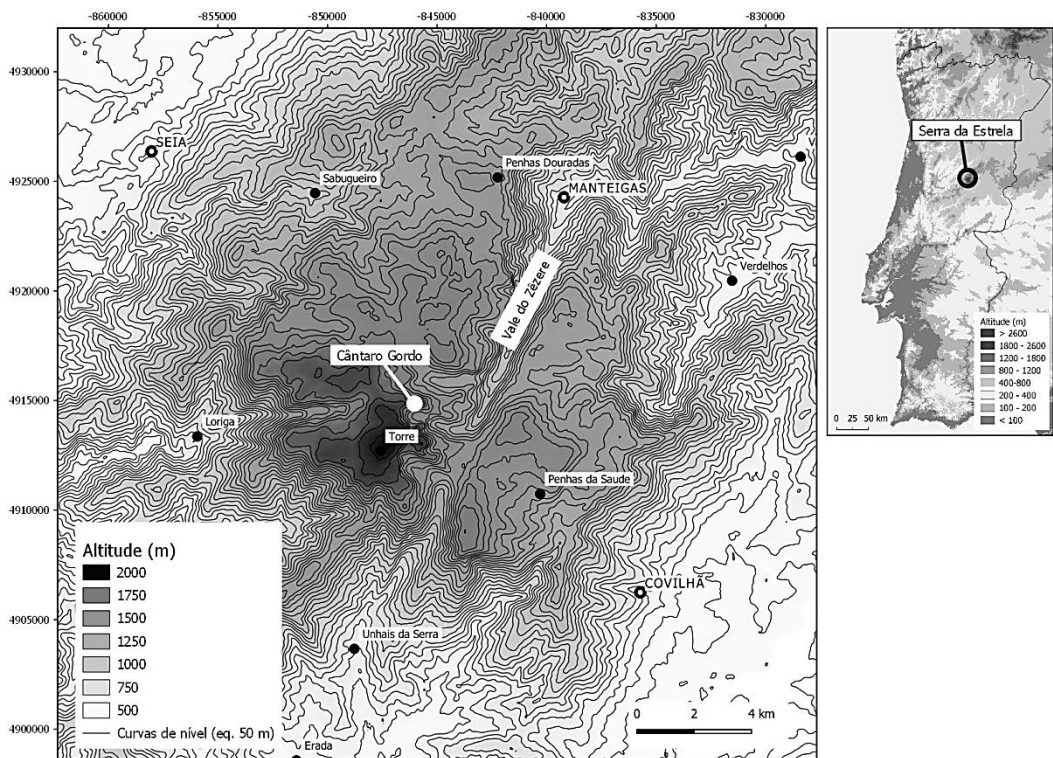 -860000 -855000 -850000 -845000 -840000 -835000 -830000
4930000
4925000
4920000
4915000
4910000
4905000
4900000
SEIA
Sabugueiro
Penhas Douradas
MANTEIGAS
V
Verdelhos
Vale do Zêzere
Cântaro Gordo
Loriga
Torre
Penhas da Saude
COVILHÃ
Unhais da Serra
Erada
Altitude (m)
2000
1750
1500
1250
1000
750
500
Curvas de nível (eq. 50 m)
0 2 4 km
Serra da Estrela
Altitude (m)
> 2600
1800 - 2600
1200 - 1800
800 - 1200
400-800
200 - 400
100 - 200
< 100
0 25 50 km